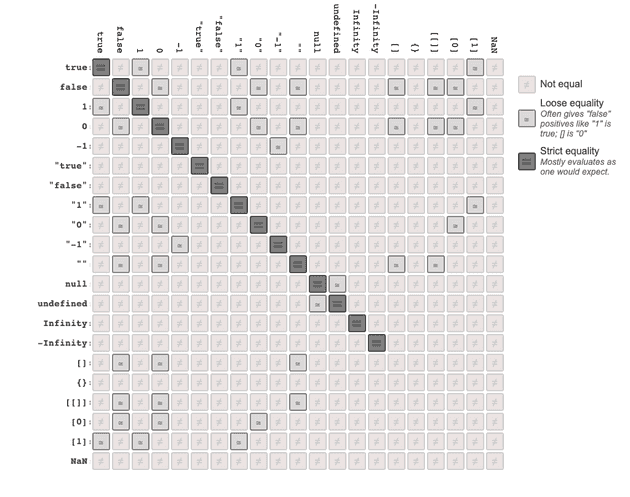 true false 1 0 -1 "true" "false" "1" "0" "-1" "" null undefined Infinity -Infinity [] {} [[]] [0] [1] NaN
true:
false:
1:
0
-1:
"true":
"false":
"1":
"0":
"-1":
"":
null
undefined:
Infinity:
-Infinity:
[]:
{}:
[[]]:
[0]:
[1]:
NaN
Not equal
Loose equality
Often gives "false"
positives like "1" is
true; [] is "0"
Strict equality
Mostly evaluates as
one would expect.